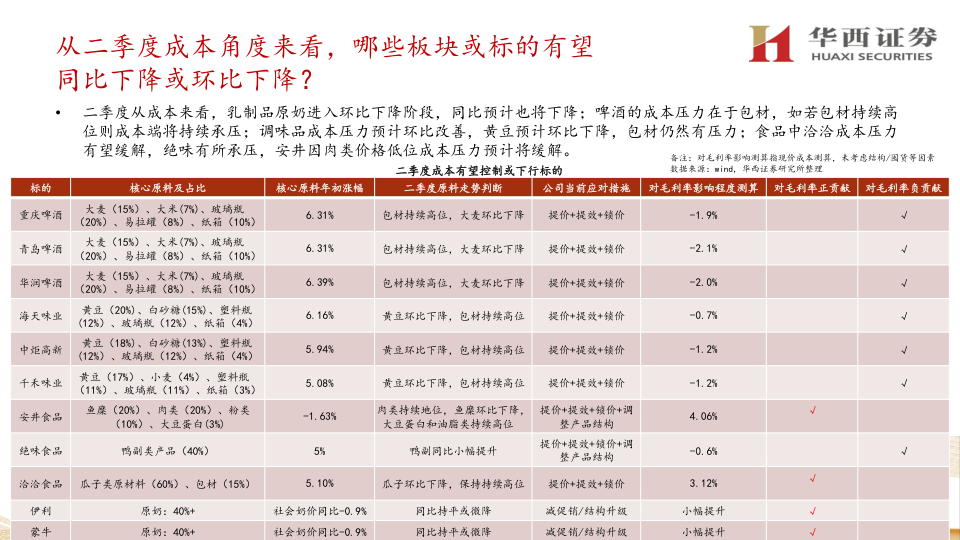 从二季度成本角度来看，哪些板块或标的有望
同比下降或环比下降？
华西证券
HUAXI SECURITIES
• 二季度从成本来看，乳制品原奶进入环比下降阶段，同比预计也将下降；啤酒的成本压力在于包材，如若包材持续高
位则成本端将持续承压；调味品成本压力预计环比改善，黄豆预计环比下降，包材仍然有压力；食品中洽洽成本压力
有望缓解，绝味有所承压，安井因肉类价格低位成本压力预计将缓解。
备注：对毛利率影响测算指现价成本测算，未考虑结构/囤货等因素
数据来源：wind，华西证券研究所整理
二季度成本有望控制或下行标的
标的 核心原料及占比 核心原料年初涨幅 二季度原料走势判断 公司当前应对措施 对毛利率影响程度测算 对毛利率正贡献 对毛利率负贡献
重庆啤酒 大麦（15%）、大米(7%)、玻璃瓶
（20%）、易拉罐（8%）、纸箱（10%） 6.31% 包材持续高位，大麦环比下降 提价+提效+锁价 -1.9% √
青岛啤酒 大麦（15%）、大米(7%)、玻璃瓶
（20%）、易拉罐（8%）、纸箱（10%） 6.31% 包材持续高位，大麦环比下降 提价+提效+锁价 -2.1% √
华润啤酒 大麦（15%）、大米(7%)、玻璃瓶
（20%）、易拉罐（8%）、纸箱（10%） 6.39% 包材持续高位，大麦环比下降 提价+提效+锁价 -2.0% √
海天味业 黄豆（20%）、白砂糖(15%)、塑料瓶
(12%）、玻璃瓶（12%）、纸箱（4%） 6.16% 黄豆环比下降，包材持续高位 提价+提效+锁价 -0.7% √
中炬高新 黄豆（18%）、白砂糖(13%)、塑料瓶
(12%）、玻璃瓶（12%）、纸箱（4%） 5.94% 黄豆环比下降，包材持续高位 提价+提效+锁价 -1.2% √
千禾味业 黄豆（17%）、小麦（4%）、塑料瓶
（11%）、玻璃瓶（11%）、纸箱（3%） 5.08% 黄豆环比下降，包材持续高位 提价+提效+锁价 -1.2% √
安井食品 鱼糜（20%）、肉类（20%）、粉类
（10%）、大豆蛋白(3%) -1.63% 肉类持续地位，鱼糜环比下降，
大豆蛋白和油脂类持续高位 提价+提效+锁价+调
整产品结构 4.06% √
绝味食品 鸭副类产品（40%） 5% 鸭副同比小幅提升 提价+提效+锁价+调
整产品结构 -0.6% √
洽洽食品 瓜子类原材料（60%）、包材（15%） 5.10% 瓜子环比下降，保持持续高位 提价+提效+锁价 3.12% √
伊利 原奶：40%+ 社会奶价同比-0.9% 同比持平或微降 减促销/结构升级 小幅提升 √
蒙牛 原奶：40%+ 社会奶价同比-0.9% 同比持平或微降 减促销/结构升级 小幅提升 √